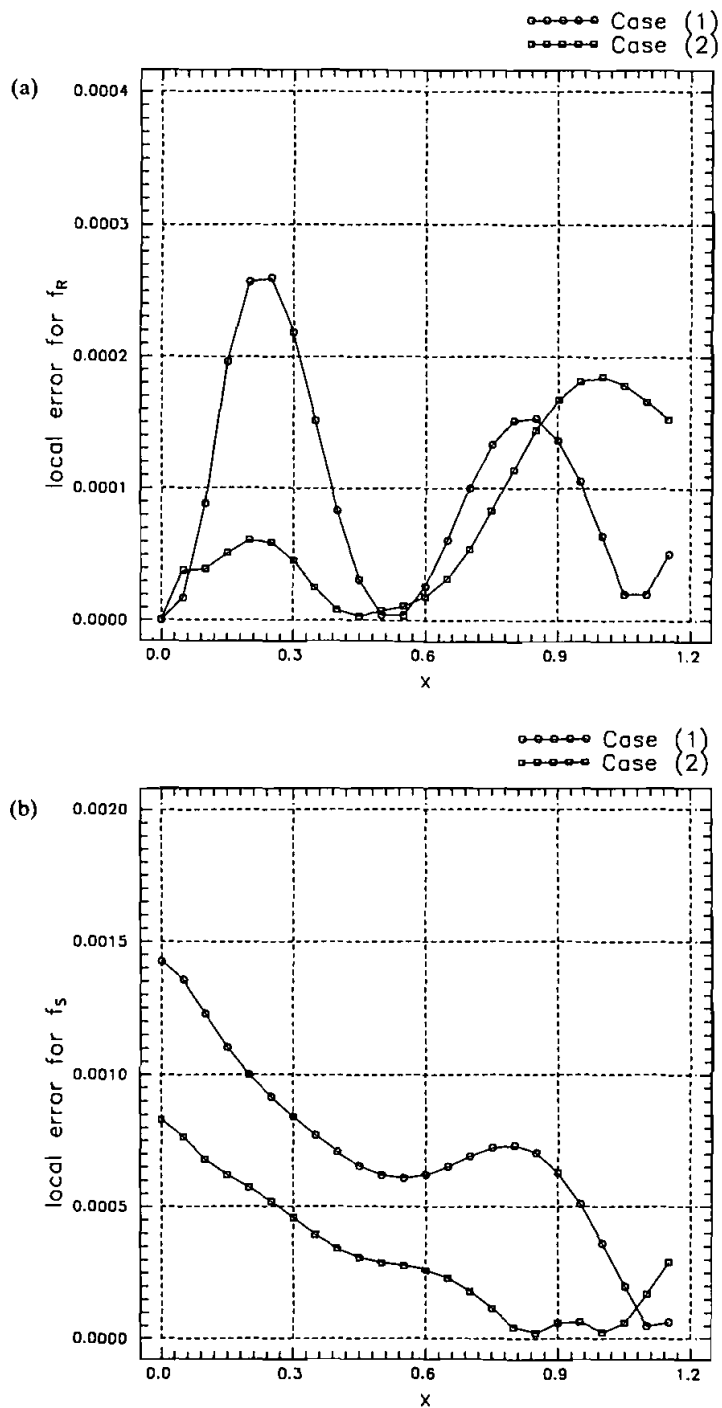 Case (1)
Case (2)
(a)
0.0004
0.0003
0.0002
0.0001
0.0000
local error for fR
0.0 0.3 0.6 0.9 1.2
x
Case (1)
Case (2)
(b)
0.0020
0.0015
0.0010
0.0005
0.0000
local error for fS
0.0 0.3 0.6 0.9 1.2
x